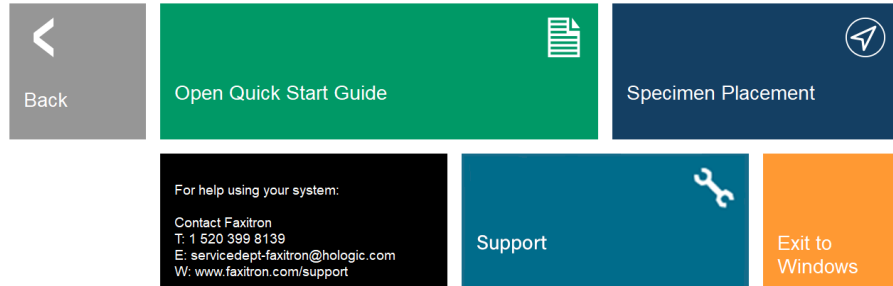 Back
Open Quick Start Guide
Specimen Placement
For help using your system:
Contact Faxitron
T: 1 520 399 8139
E: servicedept-faxitron@hologic.com
W: www.faxitron.com/support
Support
Exit to
Windows